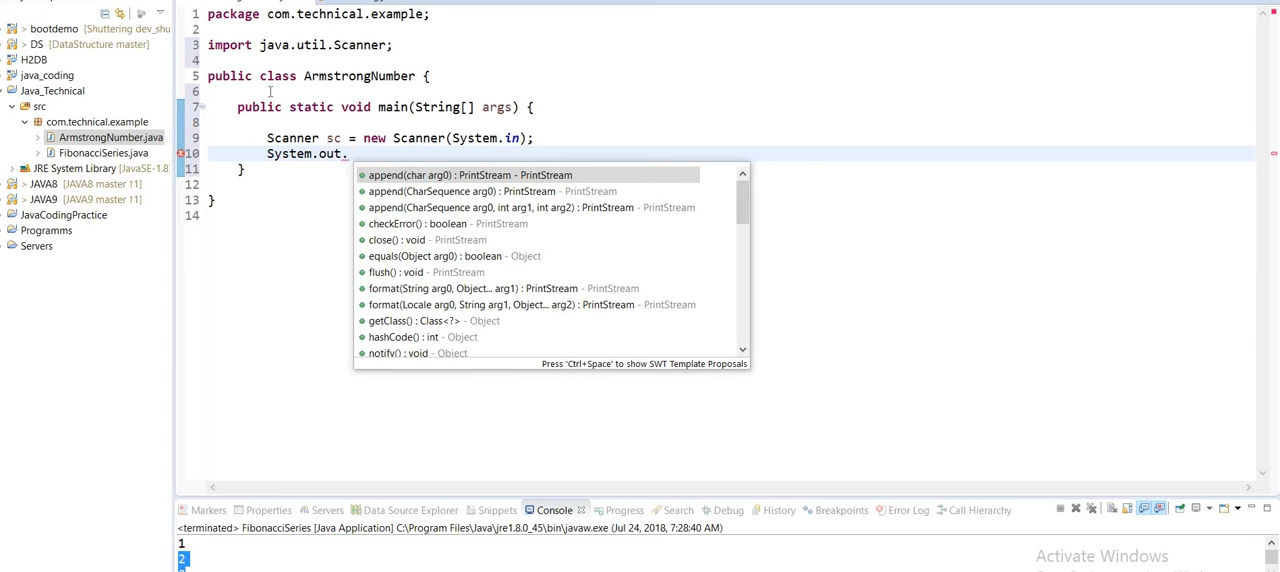 bootdemo [Shuttering dev_shu
DS [DataStructure master]
H2DB
java_coding
Java_Technical
src
com.technical.example
ArmstrongNumber.java
FibonacciSeries.java
JRE System Library [JavaSE-1.8]
JAVA8 [JAVA8 master ↑1]
JAVA9 [JAVA9 master ↑1]
JavaCodingPractice
Programms
Servers
1 package com.technical.example;
2
3 import java.util.Scanner;
4
5 public class ArmstrongNumber {
6
7 public static void main(String[] args) {
8
9 Scanner sc = new Scanner(System.in);
10 System.out.
11 }
12
13 }
14
append(char arg0) : PrintStream - PrintStream
append(CharSequence arg0) : PrintStream - PrintStream
append(CharSequence arg0, int arg1, int arg2) : PrintStream - PrintStream
checkError() : boolean - PrintStream
close() : void - PrintStream
equals(Object arg0) : boolean - Object
flush() : void - PrintStream
format(String arg0, Object... arg1) : PrintStream - PrintStream
format(Locale arg0, String arg1, Object... arg2) : PrintStream - PrintStream
getClass() : Class<?> - Object
hashCode() : int - Object
notify() : void - Object
Press 'Ctrl+Space' to show SWT Template Proposals
Markers Properties Servers Data Source Explo Snippets Console Progress Search Debug History Breakpoints Error Log Call Hierarchy
<terminated> FibonacciSeries [Java Application] C:\Program Files\Java\jre1.8.0_45\bin\javaw.exe (Jul 24, 2018, 7:28:40 AM)
1
2
Activate Windows